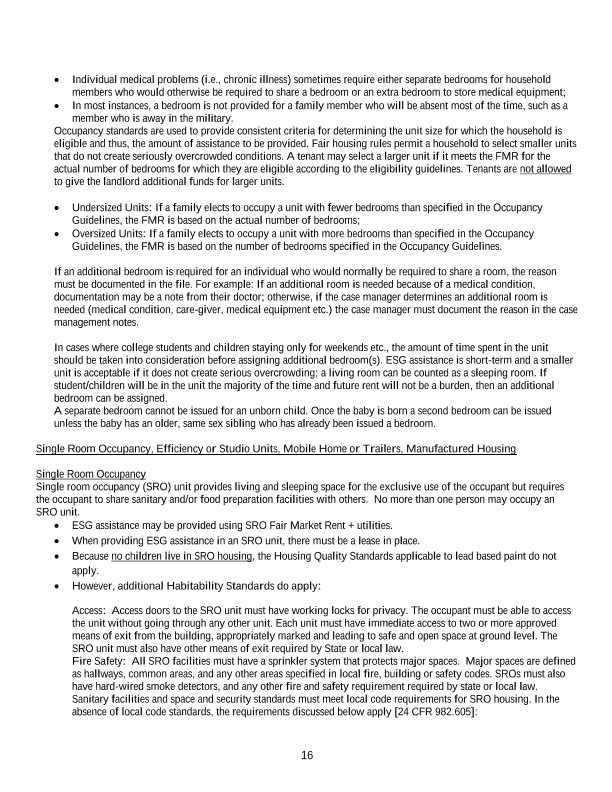 • Individual medical problems (i.e., chronic illness) sometimes require either separate bedrooms for household
members who would otherwise be required to share a bedroom or an extra bedroom to store medical equipment;
• In most instances, a bedroom is not provided for a family member who will be absent most of the time, such as a
member who is away in the military.
Occupancy standards are used to provide consistent criteria for determining the unit size for which the household is
eligible and thus, the amount of assistance to be provided. Fair housing rules permit a household to select smaller units
that do not create seriously overcrowded conditions. A tenant may select a larger unit if it meets the FMR for the
actual number of bedrooms for which they are eligible according to the eligibility guidelines. Tenants are not allowed
to give the landlord additional funds for larger units.
• Undersized Units: If a family elects to occupy a unit with fewer bedrooms than specified in the Occupancy
Guidelines, the FMR is based on the actual number of bedrooms;
• Oversized Units: If a family elects to occupy a unit with more bedrooms than specified in the Occupancy
Guidelines, the FMR is based on the number of bedrooms specified in the Occupancy Guidelines.
If an additional bedroom is required for an individual who would normally be required to share a room, the reason
must be documented in the file. For example: If an additional room is needed because of a medical condition,
documentation may be a note from their doctor; otherwise, if the case manager determines an additional room is
needed (medical condition, care-giver, medical equipment etc.) the case manager must document the reason in the case
management notes.
In cases where college students and children staying only for weekends etc., the amount of time spent in the unit
should be taken into consideration before assigning additional bedroom(s). ESG assistance is short-term and a smaller
unit is acceptable if it does not create serious overcrowding; a living room can be counted as a sleeping room. If
student/children will be in the unit the majority of the time and future rent will not be a burden, then an additional
bedroom can be assigned.
A separate bedroom cannot be issued for an unborn child. Once the baby is born a second bedroom can be issued
unless the baby has an older, same sex sibling who has already been issued a bedroom.
Single Room Occupancy, Efficiency or Studio Units, Mobile Home or Trailers, Manufactured Housing
Single Room Occupancy
Single room occupancy (SRO) unit provides living and sleeping space for the exclusive use of the occupant but requires
the occupant to share sanitary and/or food preparation facilities with others. No more than one person may occupy an
SRO unit.
• ESG assistance may be provided using SRO Fair Market Rent + utilities.
• When providing ESG assistance in an SRO unit, there must be a lease in place.
• Because no children live in SRO housing, the Housing Quality Standards applicable to lead based paint do not
apply.
• However, additional Habitability Standards do apply:
Access: Access doors to the SRO unit must have working locks for privacy. The occupant must be able to access
the unit without going through any other unit. Each unit must have immediate access to two or more approved
means of exit from the building, appropriately marked and leading to safe and open space at ground level. The
SRO unit must also have other means of exit required by State or local law.
Fire Safety: All SRO facilities must have a sprinkler system that protects major spaces. Major spaces are defined
as hallways, common areas, and any other areas specified in local fire, building or safety codes. SROs must also
have hard-wired smoke detectors, and any other fire and safety requirement required by state or local law.
Sanitary facilities and space and security standards must meet local code requirements for SRO housing. In the
absence of local code standards, the requirements discussed below apply [24 CFR 982.605]:
16